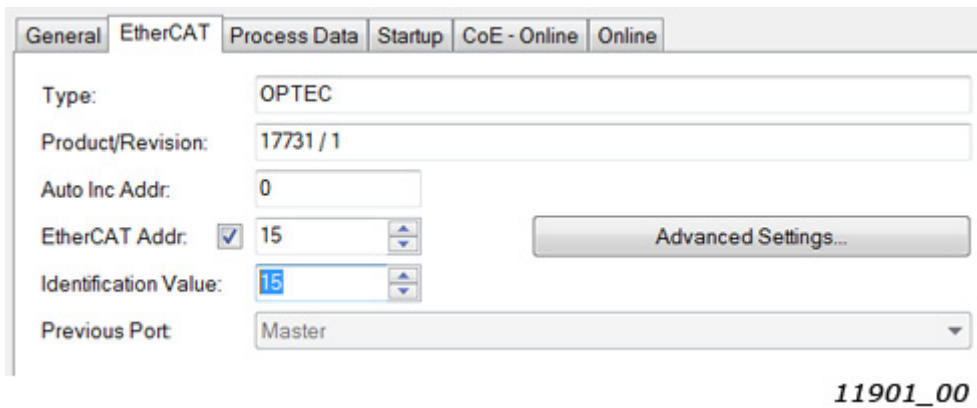 General EtherCAT Process Data Startup CoE - Online Online
Type: OPTEC
Product/Revision: 17731 / 1
Auto Inc Addr: 0
EtherCAT Addr: 15 Advanced Settings...
Identification Value: 15
Previous Port: Master
11901_00